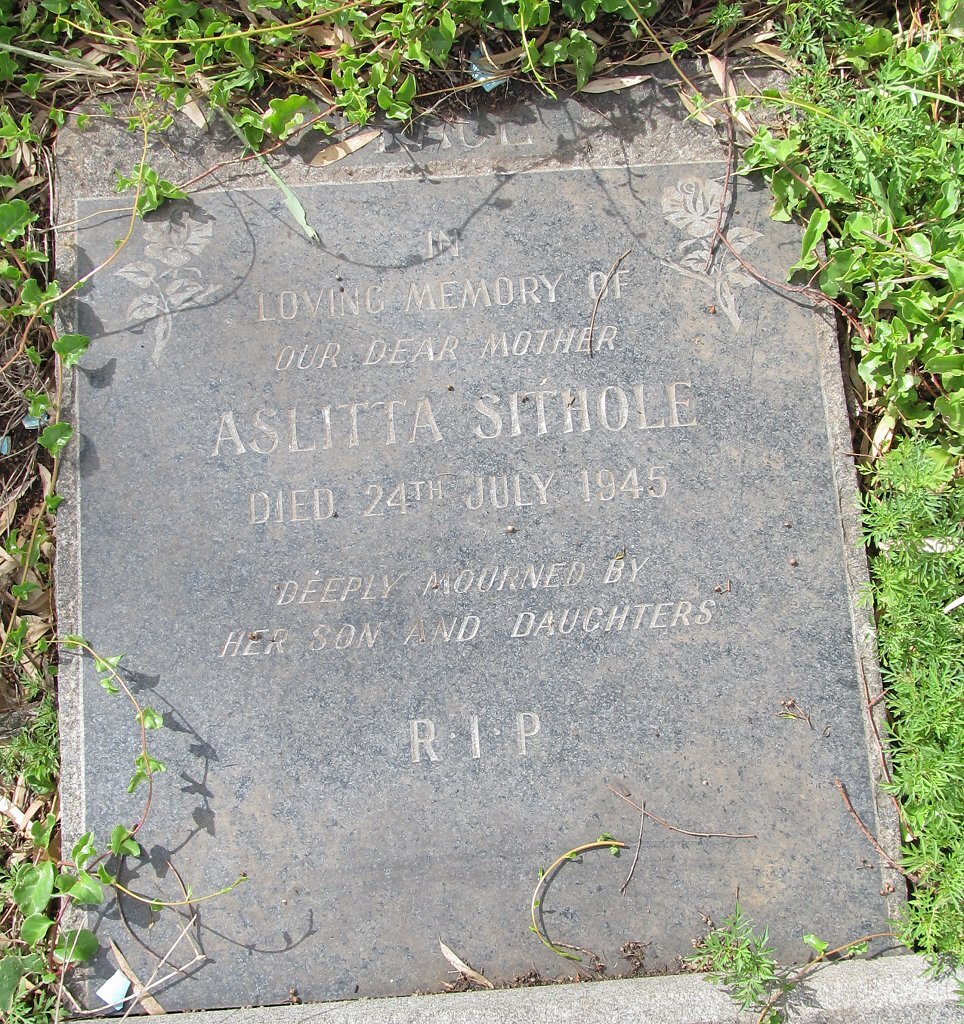 IN
LOVING MEMORY OF
OUR DEAR MOTHER
ASLITTA SITHOLE
DIED 24TH JULY 1945
DEEPLY MOURNED BY
HER SON AND DAUGHTERS
R·I·P